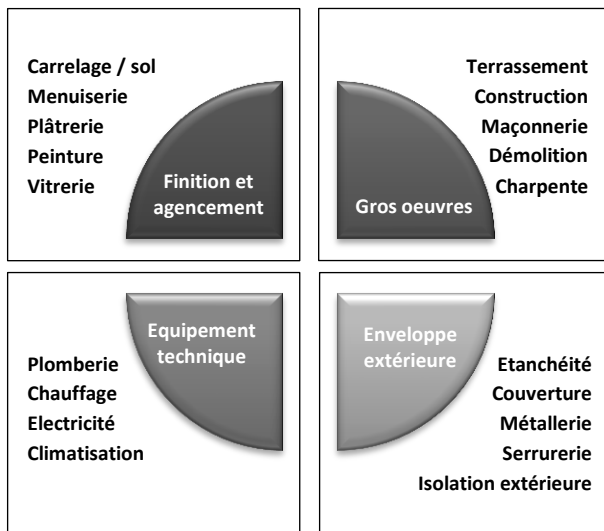 Carrelage / sol
Menuiserie
Plâtrerie
Peinture
Vitrerie
Finition et
agencement
Terrassement
Construction
Maçonnerie
Démolition
Charpente
Gros oeuvres
Equipement
technique
Plomberie
Chauffage
Electricité
Climatisation
Enveloppe
extérieure
Etanchéité
Couverture
Métallerie
Serrurerie
Isolation extérieure